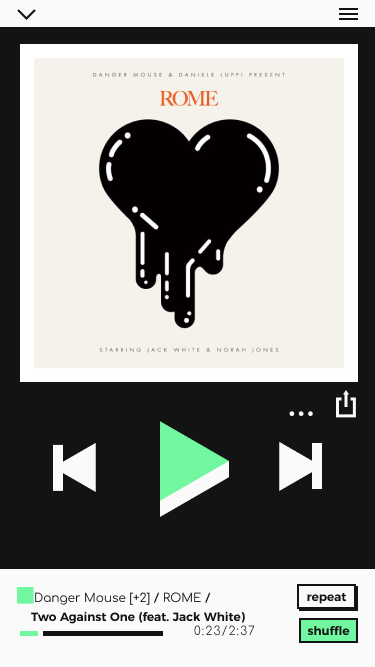 DANGER MOUSE & DANIELE LUPPI PRESENT
ROME
STARRING JACK WHITE & NORAH JONES
Danger Mouse [+2] / ROME /
Two Against One (feat. Jack White)
0:23/2:37
repeat
shuffle